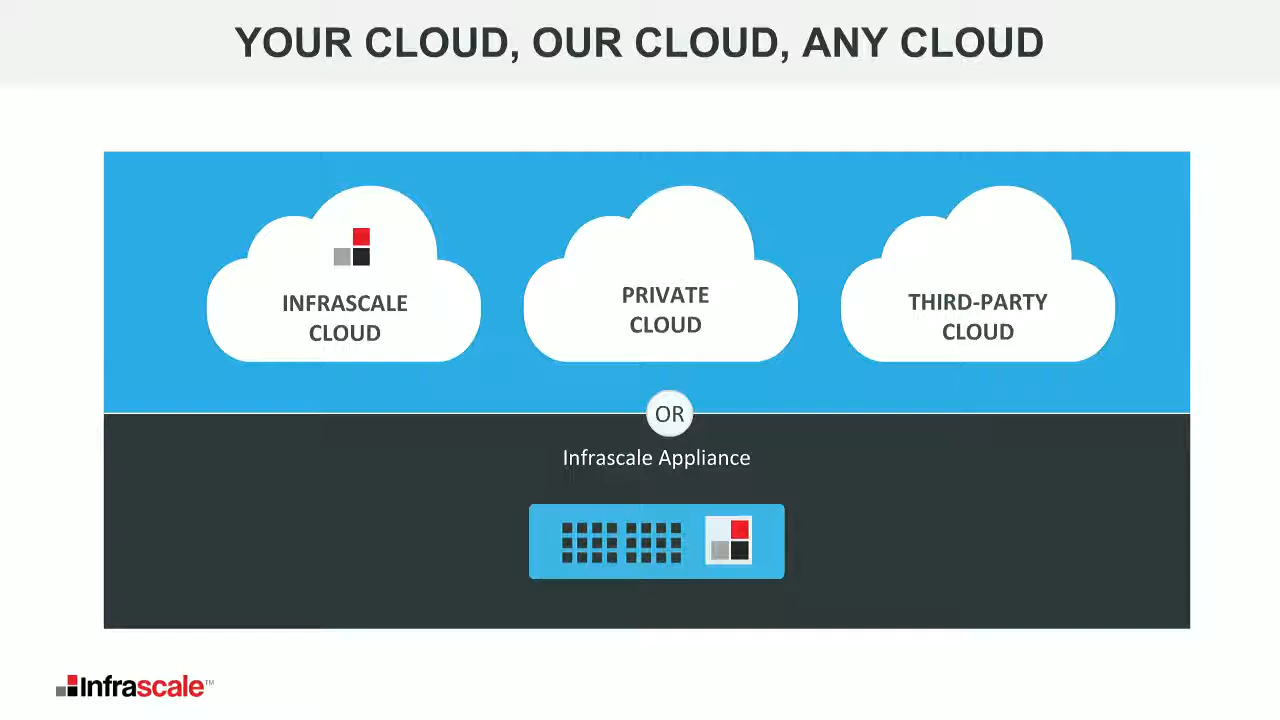 YOUR CLOUD, OUR CLOUD, ANY CLOUD
INFRASCALE
CLOUD
PRIVATE
CLOUD
THIRD-PARTY
CLOUD
OR
Infrascale Appliance
Infrascale™